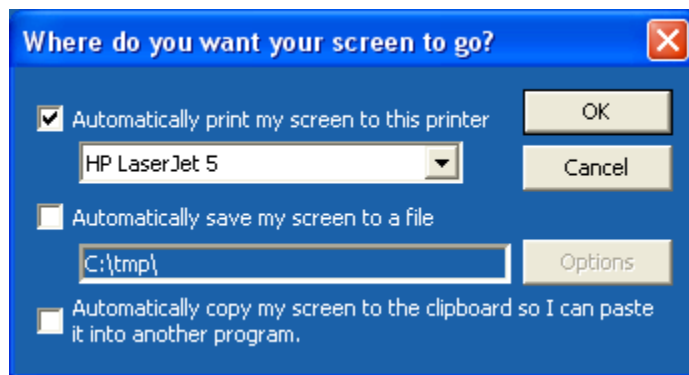 Where do you want your screen to go?
Automatically print my screen to this printer
OK
HP LaserJet 5
Cancel
Automatically save my screen to a file
C:\tmp\
Options
Automatically copy my screen to the clipboard so I can paste
it into another program.